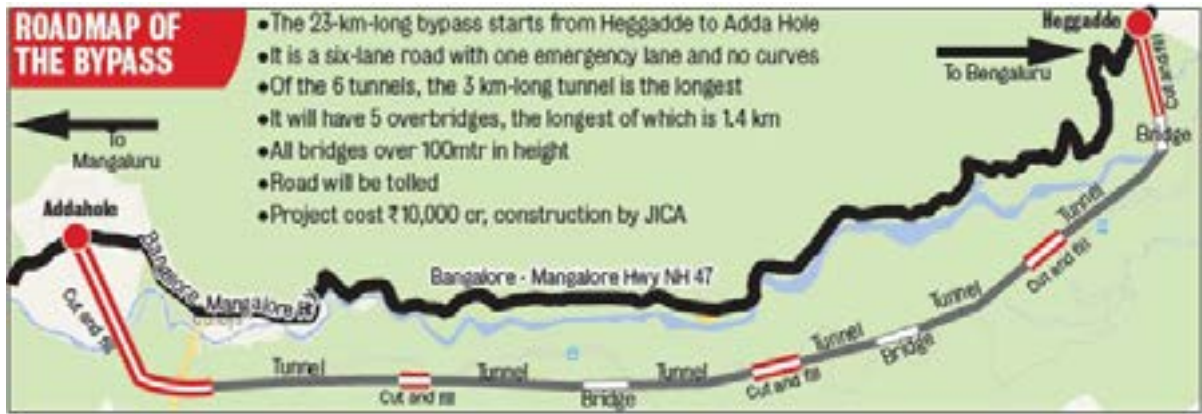 ROADMAP OF
THE BYPASS
●The 23-km-long bypass starts from Heggadde to Adda Hole
●It is a six-lane road with one emergency lane and no curves
●Of the 6 tunnels, the 3 km-long tunnel is the longest
●It will have 5 overbridges, the longest of which is 1.4 km
●All bridges over 100mtr in height
●Road will be tolled
●Project cost ₹10,000 cr, construction by JICA
Heggadde
To Bengaluru
Cut and fill
Bridge
To
Mangaluru
Addahole
Bangalore - Mangalore
Bangalore - Mangalore Hwy NH 47
Cut and fill
Tunnel
Cut and fill
Tunnel
Bridge
Tunnel
Cut and fill
Tunnel
Bridge
Tunnel
Cut and fill
Tunnel